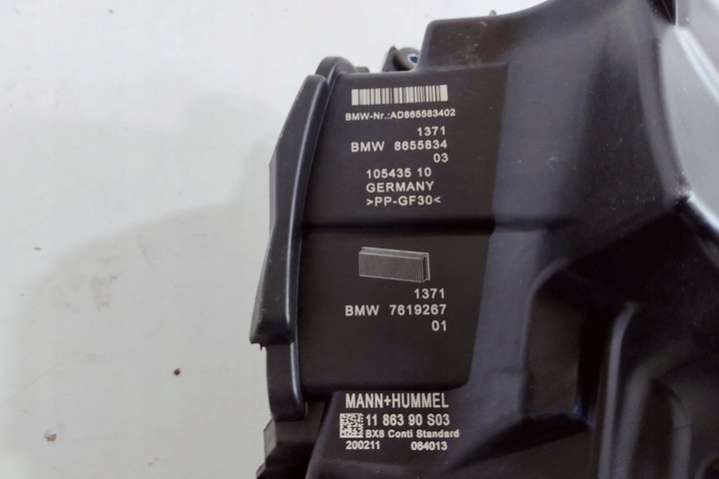 BMW-Nr.:AD865583402
1371
BMW 8655834
03
105435 10
GERMANY
>PP-GF30<
1371
BMW 7619267
01
MANN+HUMMEL
11 863 90 S03
BX8 Conti Standard
200211 064013